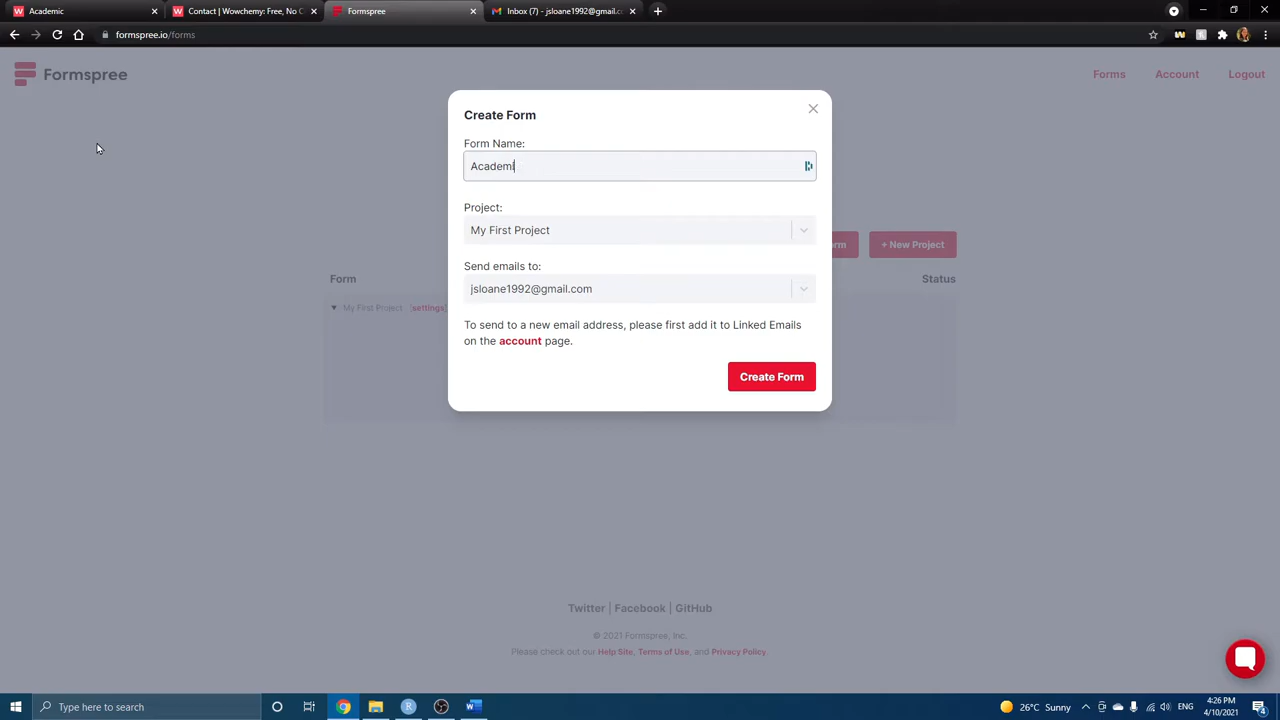 Academic
Contact | Wowchemy: Free, No C
Formspree
Inbox (7) - jsloane1992@gmail.c
formspree.io/forms
Formspree
Forms
Account
Logout
Create Form
Form Name:
Academi
Project:
My First Project
Send emails to:
jsloane1992@gmail.com
To send to a new email address, please first add it to Linked Emails
on the account page.
Create Form
+ New Project
Form
Status
My First Project [settings]
Twitter | Facebook | GitHub
© 2021 Formspree, Inc.
Please check out our Help Site, Terms of Use, and Privacy Policy.
Type here to search
26°C Sunny
ENG
4:26 PM
4/10/2021